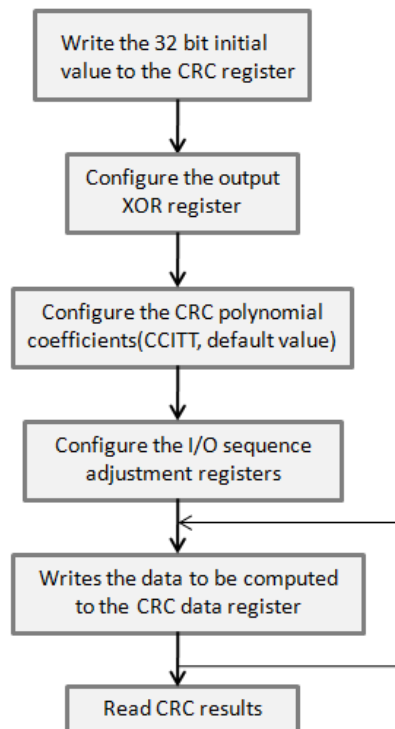 Write the 32 bit initial
value to the CRC register
Configure the output
XOR register
Configure the CRC polynomial
coefficients(CCITT, default value)
Configure the I/O sequence
adjustment registers
Writes the data to be computed
to the CRC data register
Read CRC results